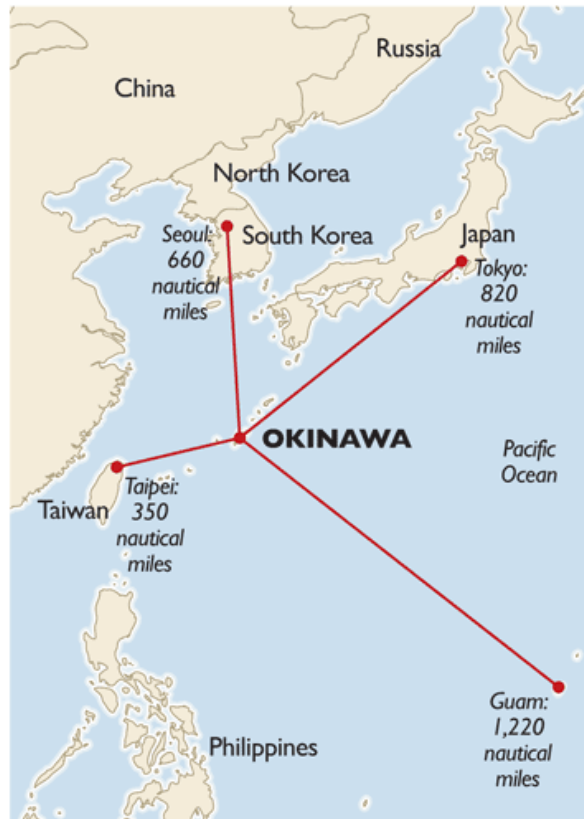 Russia
China
North Korea
Seoul:
660
nautical
miles
South Korea
Japan
Tokyo:
820
nautical
miles
OKINAWA
Pacific
Ocean
Taiwan
Taipei:
350
nautical
miles
Guam:
1,220
nautical
miles
Philippines